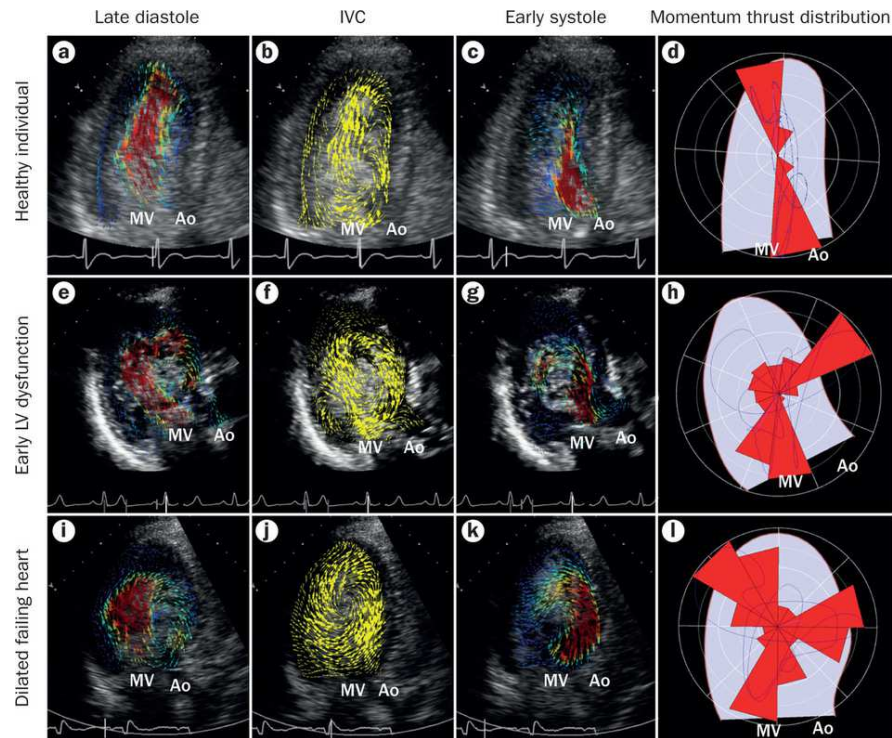 Late diastole
IVC
Early systole
Momentum thrust distribution
Healthy individual
a
MV Ao
b
MV Ao
c
MV Ao
d
MV Ao
Early LV dysfunction
e
MV Ao
f
MV Ao
g
MV Ao
h
MV Ao
Dilated failing heart
i
MV Ao
j
MV Ao
k
MV Ao
l
MV Ao